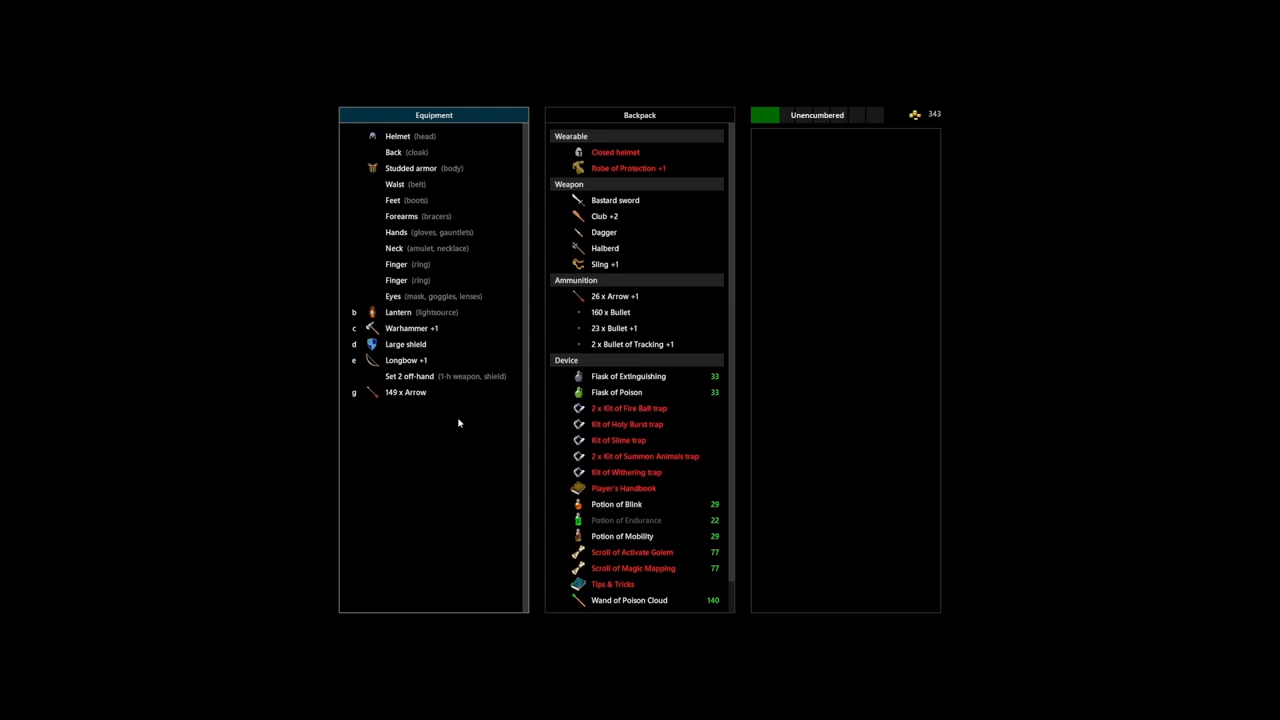 Equipment
Helmet (head)
Back (cloak)
Studded armor (body)
Waist (belt)
Feet (boots)
Forearms (bracers)
Hands (gloves, gauntlets)
Neck (amulet, necklace)
Finger (ring)
Finger (ring)
Eyes (mask, goggles, lenses)
b Lantern (lightsource)
c Warhammer +1
d Large shield
e Longbow +1
Set 2 off-hand (1-h weapon, shield)
g 149 x Arrow
Backpack
Wearable
Closed helmet
Robe of Protection +1
Weapon
Bastard sword
Club +2
Dagger
Halberd
Sling +1
Ammunition
26 x Arrow +1
160 x Bullet
23 x Bullet +1
2 x Bullet of Tracking +1
Device
Flask of Extinguishing 33
Flask of Poison 33
2 x Kit of Fire Ball trap
Kit of Holy Burst trap
Kit of Slime trap
2 x Kit of Summon Animals trap
Kit of Withering trap
Player's Handbook
Potion of Blink 29
Potion of Endurance 22
Potion of Mobility 29
Scroll of Activate Golem 77
Scroll of Magic Mapping 77
Tips & Tricks
Wand of Poison Cloud 140
Unencumbered
343